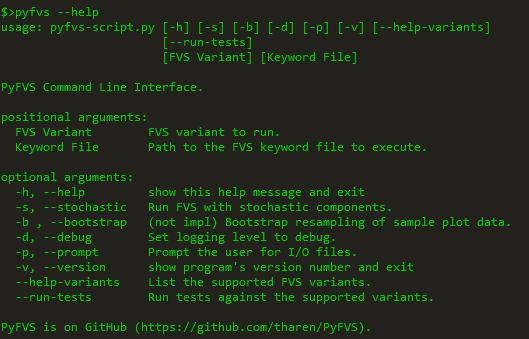 $>pyfvs --help
usage: pyfvs-script.py [-h] [-s] [-b] [-d] [-p] [-v] [--help-variants]
[--run-tests]
[FVS Variant] [Keyword File]
PyFVS Command Line Interface.
positional arguments:
FVS Variant FVS variant to run.
Keyword File Path to the FVS keyword file to execute.
optional arguments:
-h, --help show this help message and exit
-s, --stochastic Run FVS with stochastic components.
-b , --bootstrap (not impl) Bootstrap resampling of sample plot data.
-d, --debug Set logging level to debug.
-p, --prompt Prompt the user for I/O files.
-v, --version show program's version number and exit
--help-variants List the supported FVS variants.
--run-tests Run tests against the supported variants.
PyFVS is on GitHub (https://github.com/tharen/PyFVS).